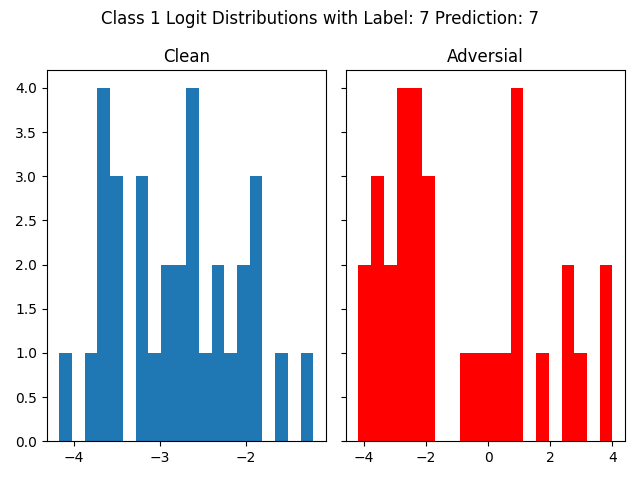 Class 1 Logit Distributions with Label: 7 Prediction: 7
Clean
Adversial
4.0
3.5
3.0
2.5
2.0
1.5
1.0
0.5
0.0
−4 −3 −2
−4 −2 0 2 4